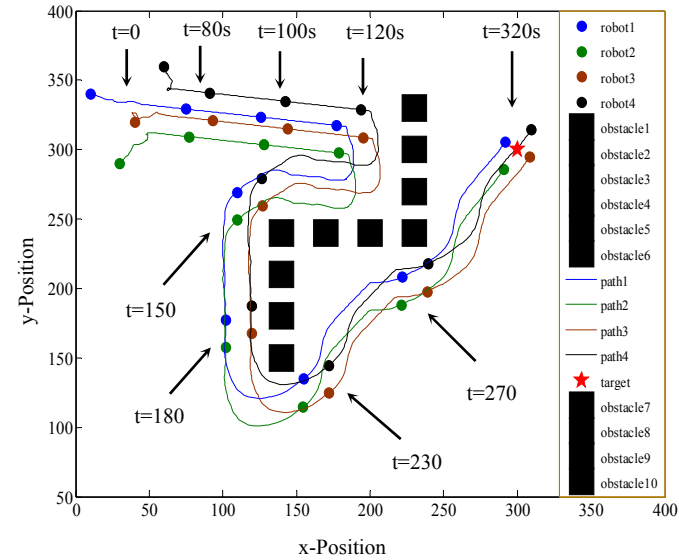 t=0
t=80s
t=100s
t=120s
t=320s
t=150
t=180
t=230
t=270
400
350
300
250
200
150
100
50
y-Position
0
50
100
150
200
250
300
350
400
x-Position
robot1
robot2
robot3
robot4
obstacle1
obstacle2
obstacle3
obstacle4
obstacle5
obstacle6
path1
path2
path3
path4
target
obstacle7
obstacle8
obstacle9
obstacle10